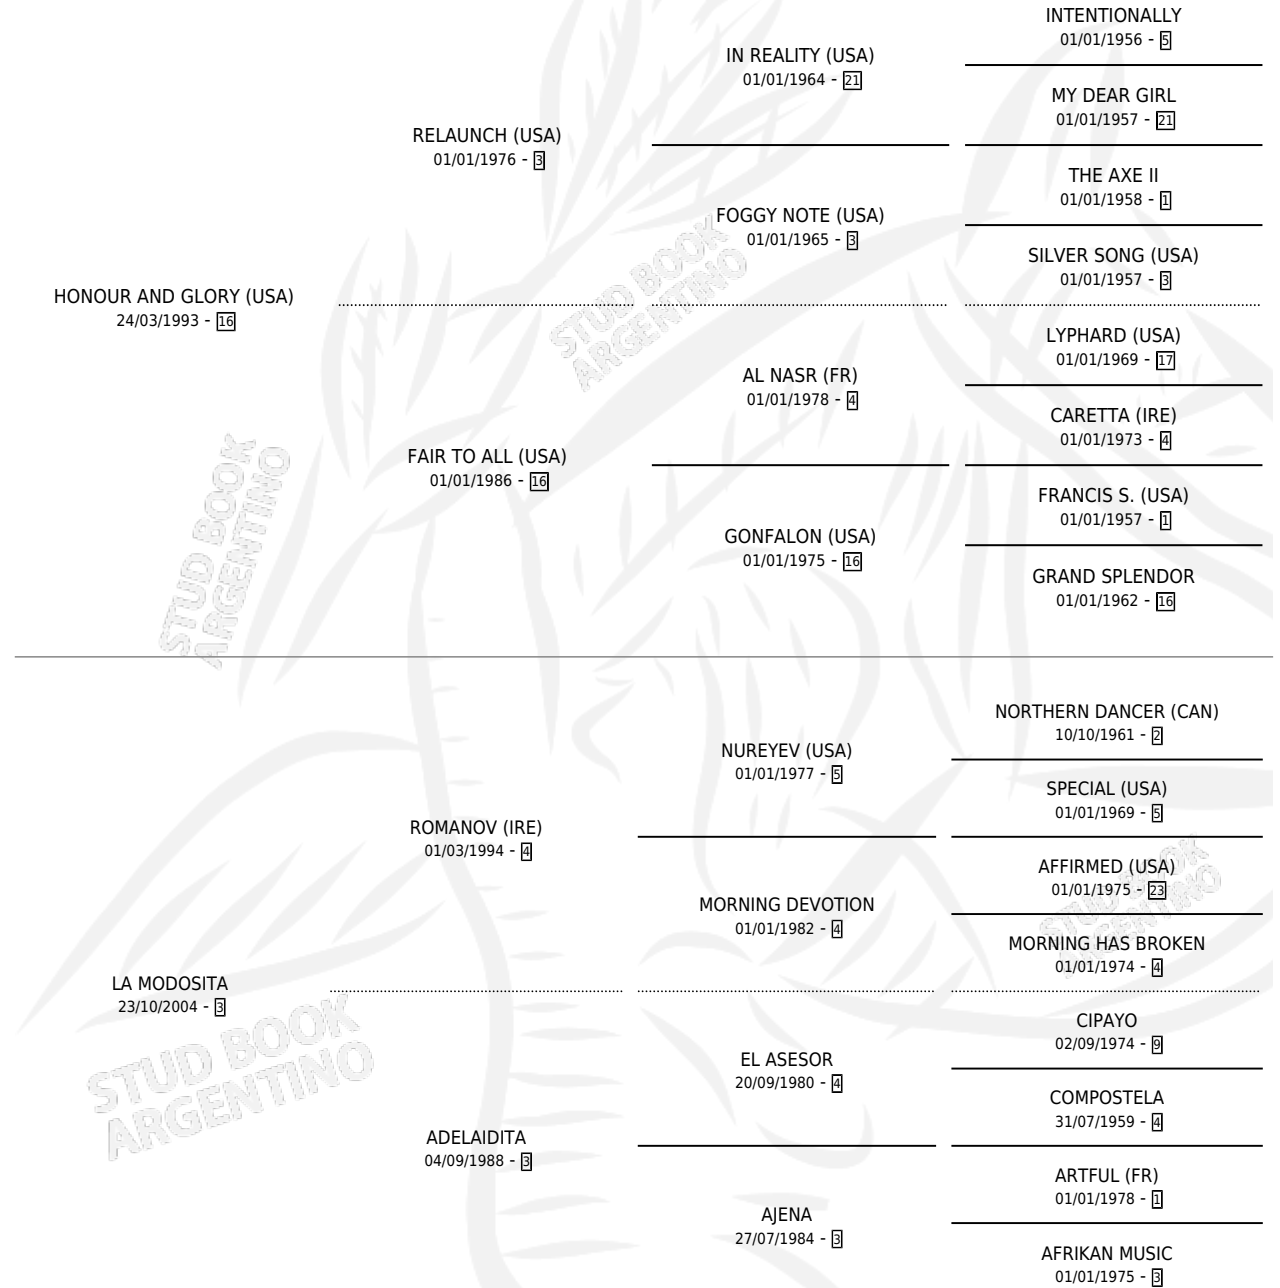 INTENTIONALLY
01/01/1956 - 5
IN REALITY (USA)
01/01/1964 - 21
MY DEAR GIRL
01/01/1957 - 21
RELAUNCH (USA)
01/01/1976 - 3
THE AXE II
01/01/1958 - 1
FOGGY NOTE (USA)
01/01/1965 - 3
SILVER SONG (USA)
01/01/1957 - 3
HONOUR AND GLORY (USA)
24/03/1993 - 16
LYPHARD (USA)
01/01/1969 - 17
AL NASR (FR)
01/01/1978 - 4
CARETTA (IRE)
01/01/1973 - 4
FAIR TO ALL (USA)
01/01/1986 - 16
FRANCIS S. (USA)
01/01/1957 - 1
GONFALON (USA)
01/01/1975 - 16
GRAND SPLENDOR
01/01/1962 - 16
STUD BOOK
ARGENTINO
STUD BOOK
ARGENTINO
NORTHERN DANCER (CAN)
10/10/1961 - 2
NUREYEV (USA)
01/01/1977 - 5
SPECIAL (USA)
01/01/1969 - 5
ROMANOV (IRE)
01/03/1994 - 4
AFFIRMED (USA)
01/01/1975 - 23
MORNING DEVOTION
01/01/1982 - 4
MORNING HAS BROKEN
01/01/1974 - 4
LA MODOSITA
23/10/2004 - 3
CIPAYO
02/09/1974 - 9
EL ASESOR
20/09/1980 - 4
COMPOSTELA
31/07/1959 - 4
ADELAIDITA
04/09/1988 - 3
ARTFUL (FR)
01/01/1978 - 1
AJENA
27/07/1984 - 3
AFRIKAN MUSIC
01/01/1975 - 3
STUD BOOK
ARGENTINO
STUD BOOK
ARGENTINO